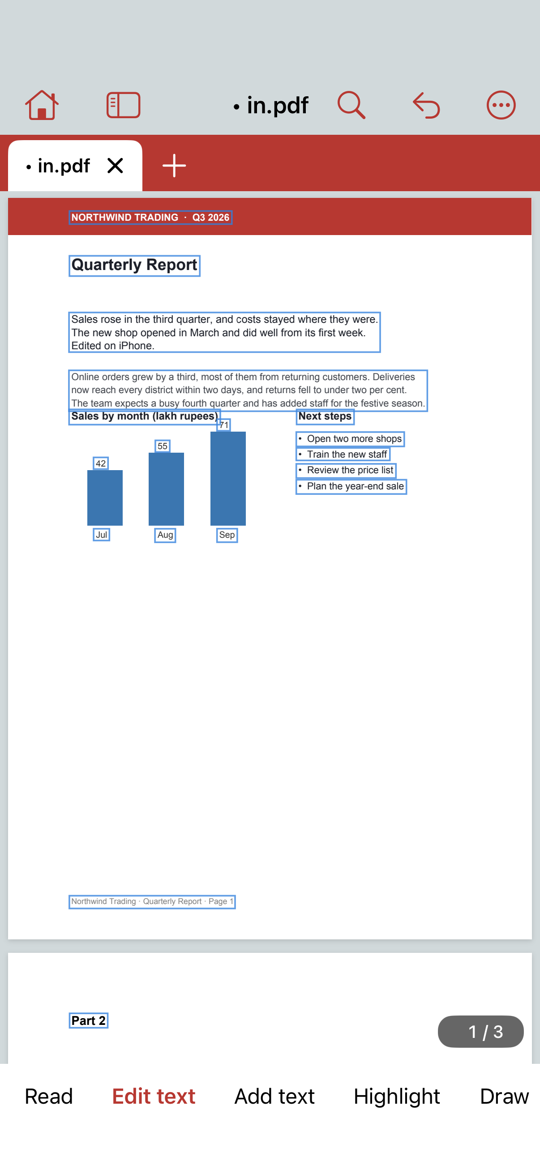 • in.pdf
• in.pdf
NORTHWIND TRADING · Q3 2026
Quarterly Report
Sales rose in the third quarter, and costs stayed where they were.
The new shop opened in March and did well from its first week.
Edited on iPhone.
Online orders grew by a third, most of them from returning customers. Deliveries
now reach every district within two days, and returns fell to under two per cent.
The team expects a busy fourth quarter and has added staff for the festive season.
Sales by month (lakh rupees)
71
55
42
Jul
Aug
Sep
Next steps
• Open two more shops
• Train the new staff
• Review the price list
• Plan the year-end sale
Northwind Trading · Quarterly Report · Page 1
Part 2
1 / 3
Read
Edit text
Add text
Highlight
Draw